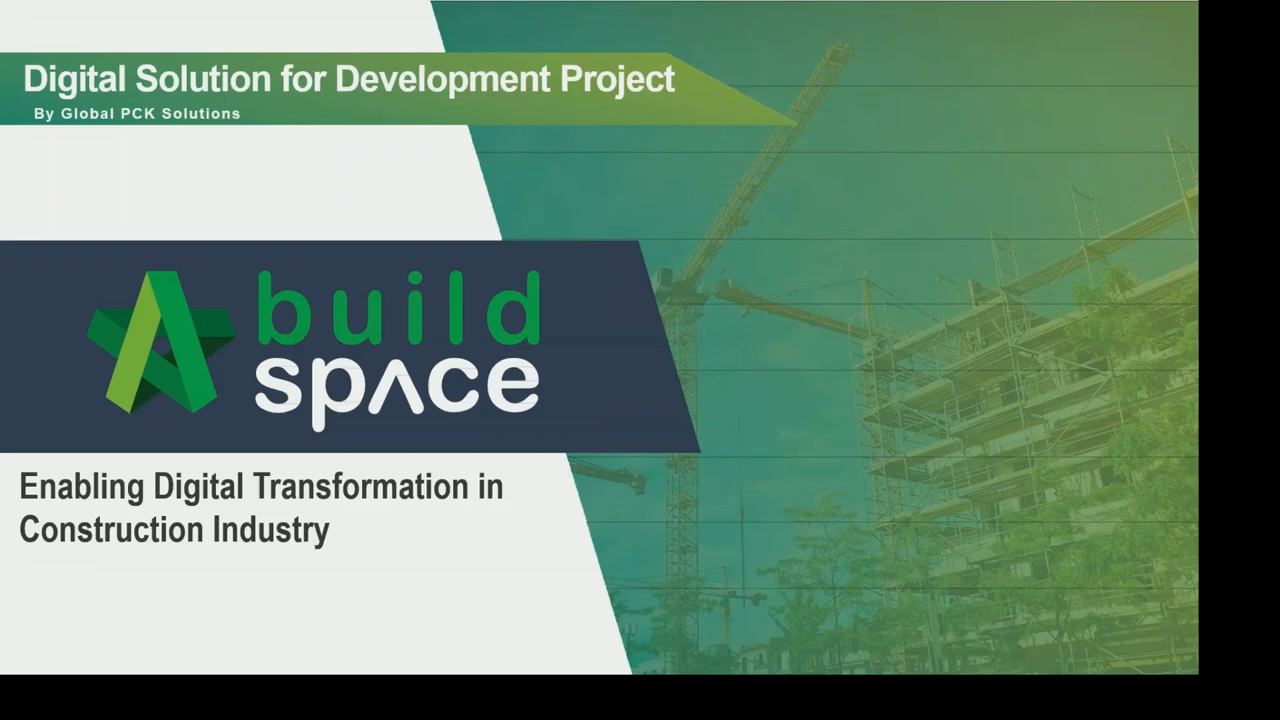 Digital Solution for Development Project
By Global PCK Solutions
build
space
Enabling Digital Transformation in
Construction Industry